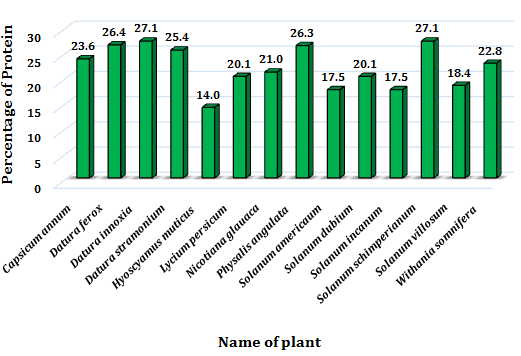 Percentage of Protein
30
25
20
15
10
5
0
23.6
26.4
27.1
25.4
14.0
20.1
21.0
26.3
17.5
20.1
17.5
27.1
18.4
22.8
Capsicum annum
Datura ferox
Datura innoxia
Datura stramonium
Hyoscyamus muticus
Lycium persicum
Nicotiana glauaca
Physalis angulata
Solanum americaum
Solanum dubium
Solanum incanum
Solanum schimperianum
Solanum villosum
Withania somnifera
Name of plant